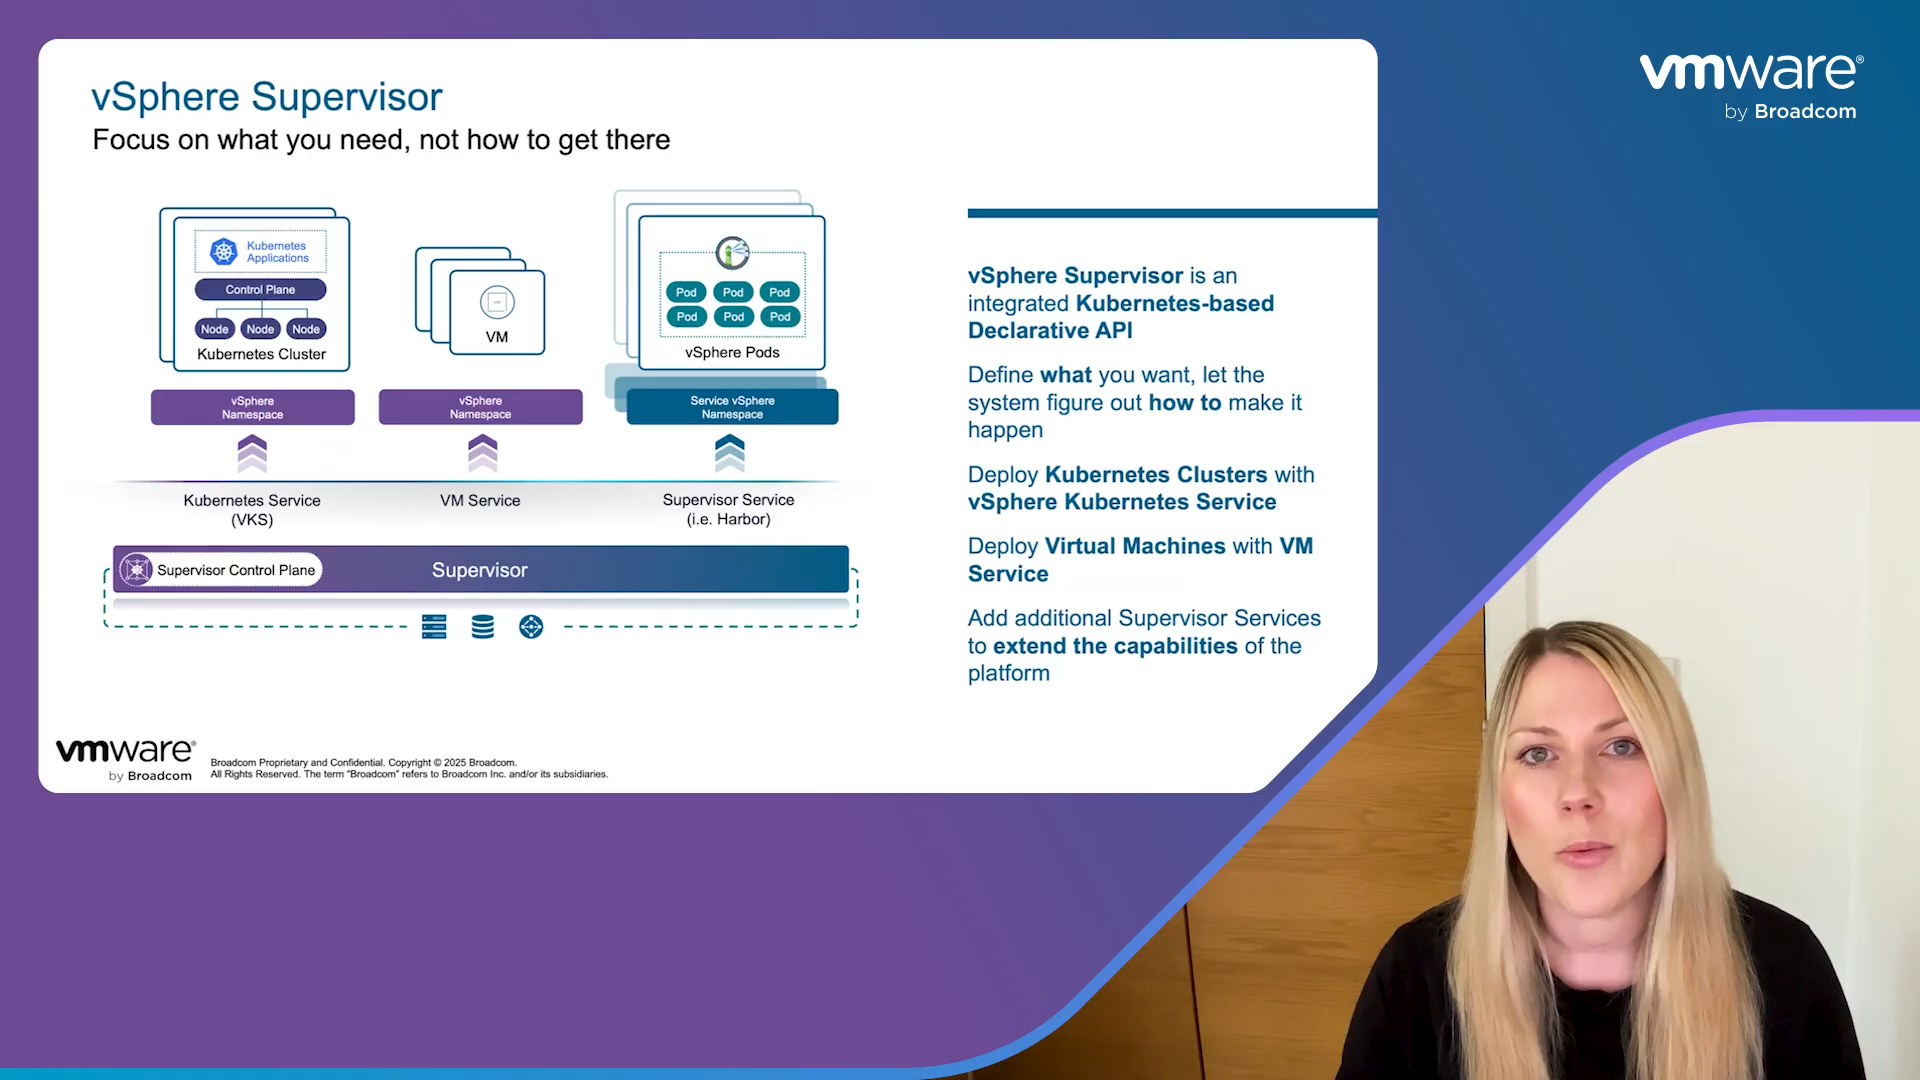 vSphere Supervisor
Focus on what you need, not how to get there
Kubernetes
Applications
Control Plane
Node Node Node
Kubernetes Cluster
VM
Pod Pod Pod
Pod Pod Pod
vSphere Pods
vSphere
Namespace
vSphere
Namespace
Service vSphere
Namespace
Kubernetes Service
(VKS)
VM Service
Supervisor Service
(i.e. Harbor)
Supervisor Control Plane
Supervisor
vSphere Supervisor is an
integrated Kubernetes-based
Declarative API
Define what you want, let the
system figure out how to make it
happen
Deploy Kubernetes Clusters with
vSphere Kubernetes Service
Deploy Virtual Machines with VM
Service
Add additional Supervisor Services
to extend the capabilities of the
platform
vmware®
by Broadcom
Broadcom Proprietary and Confidential. Copyright © 2025 Broadcom.
All Rights Reserved. The term “Broadcom” refers to Broadcom Inc. and/or its subsidiaries.
vmware®
by Broadcom